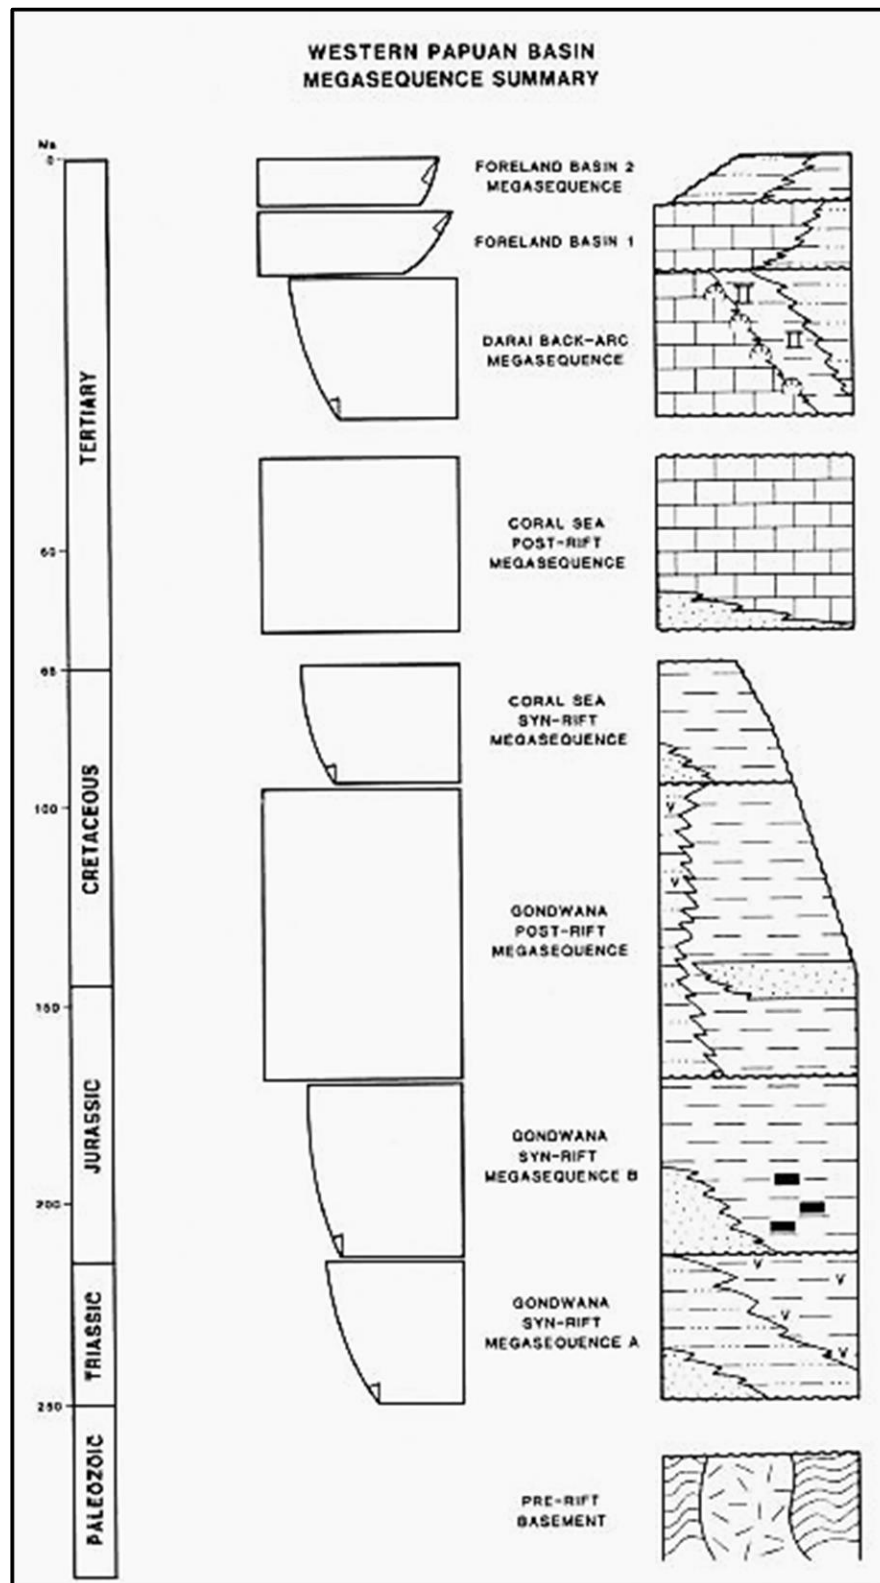 WESTERN PAPUAN BASIN
MEGASEQUENCE SUMMARY
Ma
0
50
65
100
150
200
250
TERTIARY
CRETACEOUS
JURASSIC
TRIASSIC
PALEOZOIC
FORELAND BASIN 2
MEGASEQUENCE
FORELAND BASIN 1
DARAI BACK-ARC
MEGASEQUENCE
CORAL SEA
POST-RIFT
MEGASEQUENCE
CORAL SEA
SYN-RIFT
MEGASEQUENCE
GONDWANA
POST-RIFT
MEGASEQUENCE
GONDWANA
SYN-RIFT
MEGASEQUENCE B
GONDWANA
SYN-RIFT
MEGASEQUENCE A
PRE-RIFT
BASEMENT